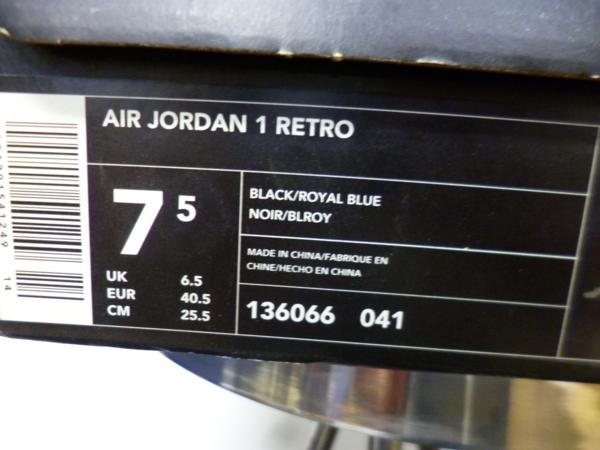 AIR JORDAN 1 RETRO
7 5
BLACK/ROYAL BLUE
NOIR/BLROY
UK 6.5
EUR 40.5
CM 25.5
MADE IN CHINA/FABRIQUE EN
CHINE/HECHO EN CHINA
136066 041
14